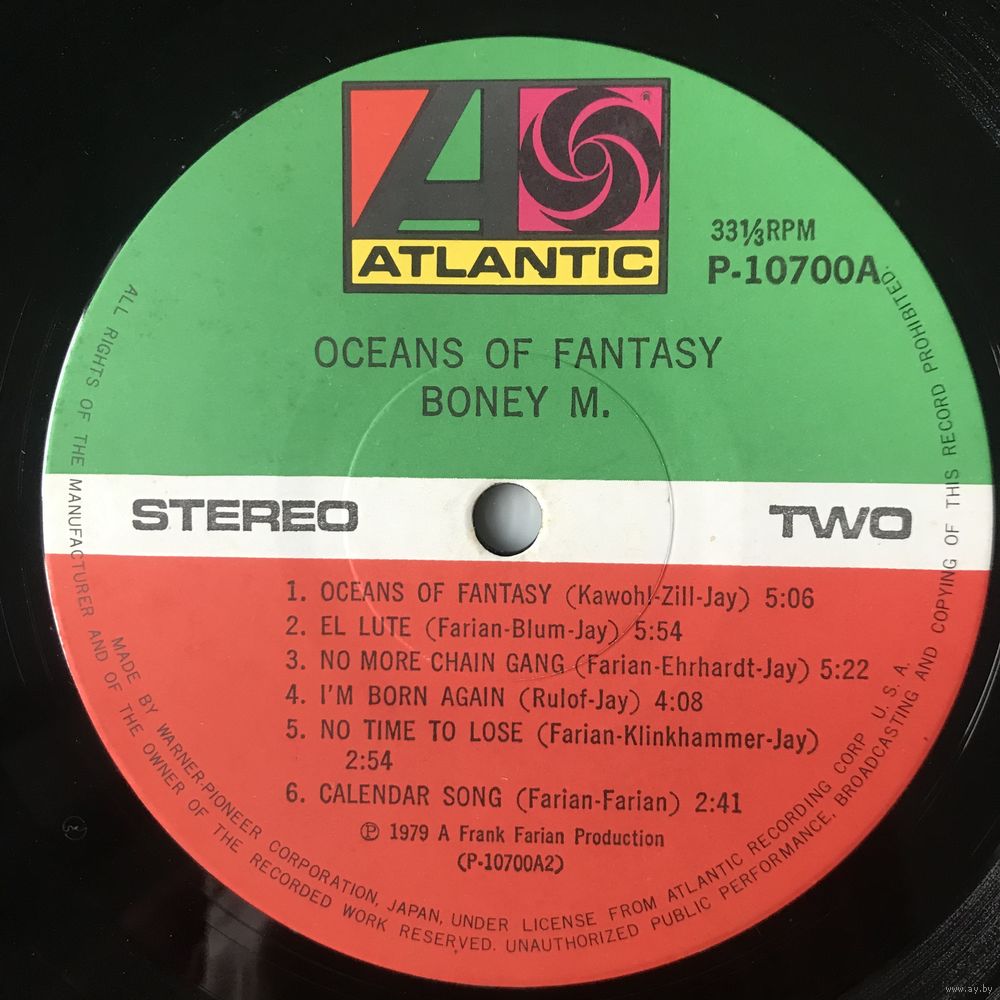 ATLANTIC
®
33⅓RPM
P-10700A
OCEANS OF FANTASY
BONEY M.
STEREO
TWO
1. OCEANS OF FANTASY (Kawohl-Zill-Jay) 5:06
2. EL LUTE (Farian-Blum-Jay) 5:54
3. NO MORE CHAIN GANG (Farian-Ehrhardt-Jay) 5:22
4. I'M BORN AGAIN (Rulof-Jay) 4:08
5. NO TIME TO LOSE (Farian-Klinkhammer-Jay)
2:54
6. CALENDAR SONG (Farian-Farian) 2:41
℗ 1979 A Frank Farian Production
(P-10700A2)
MADE BY WARNER-PIONEER CORPORATION, JAPAN, UNDER LICENSE FROM ATLANTIC RECORDING CORP U. S. A.
ALL RIGHTS OF THE MANUFACTURER AND OF THE OWNER OF THE RECORDED WORK RESERVED. UNAUTHORIZED PUBLIC PERFORMANCE, BROADCASTING AND COPYING OF THIS RECORD PROHIBITED.
www.ay.by